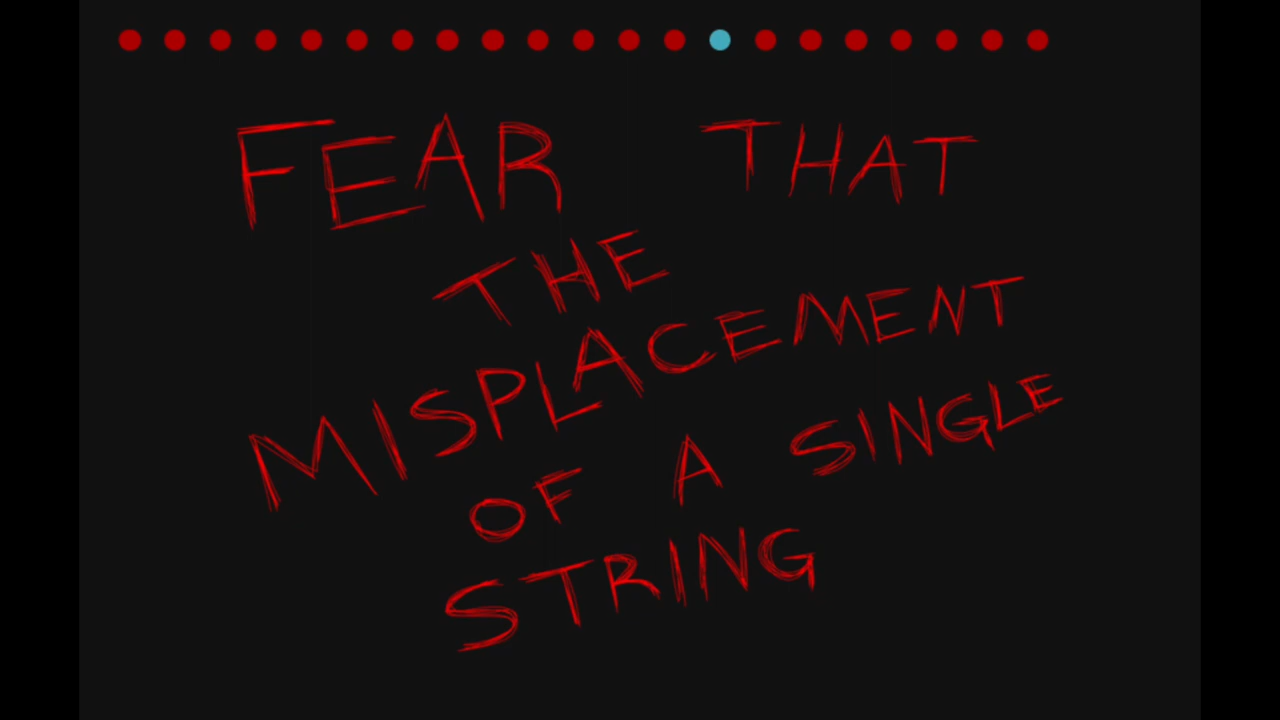 FEAR THAT
THE
MISPLACEMENT
OF A SINGLE
STRING